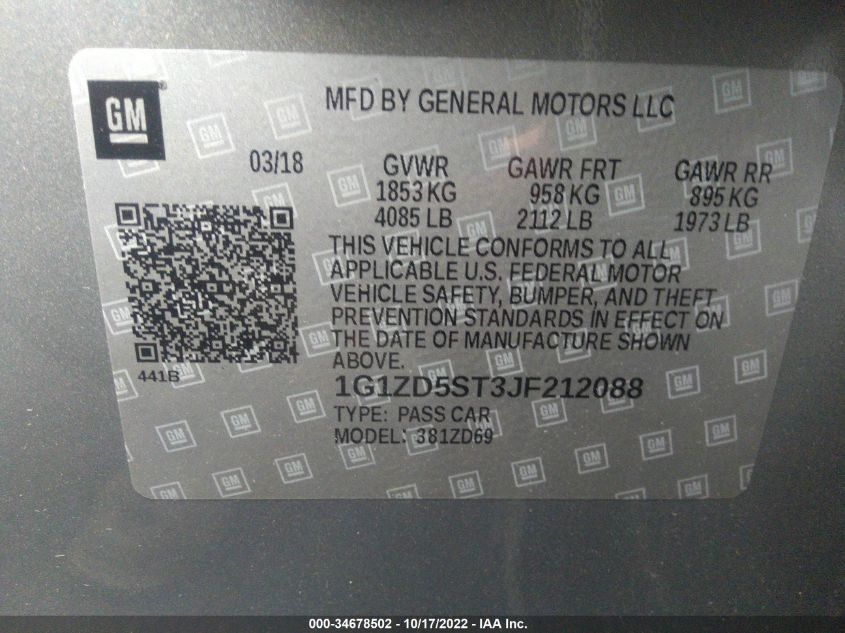 GM ® MFD BY GENERAL MOTORS LLC
03/18 GVWR GAWR FRT GAWR RR
1853 KG 958 KG 895 KG
4085 LB 2112 LB 1973 LB
THIS VEHICLE CONFORMS TO ALL
APPLICABLE U.S. FEDERAL MOTOR
VEHICLE SAFETY, BUMPER, AND THEFT
PREVENTION STANDARDS IN EFFECT ON
THE DATE OF MANUFACTURE SHOWN
ABOVE.
441B
1G1ZD5ST3JF212088
TYPE: PASS CAR
MODEL: 381ZD69
000-34678502 - 10/17/2022 - IAA Inc.